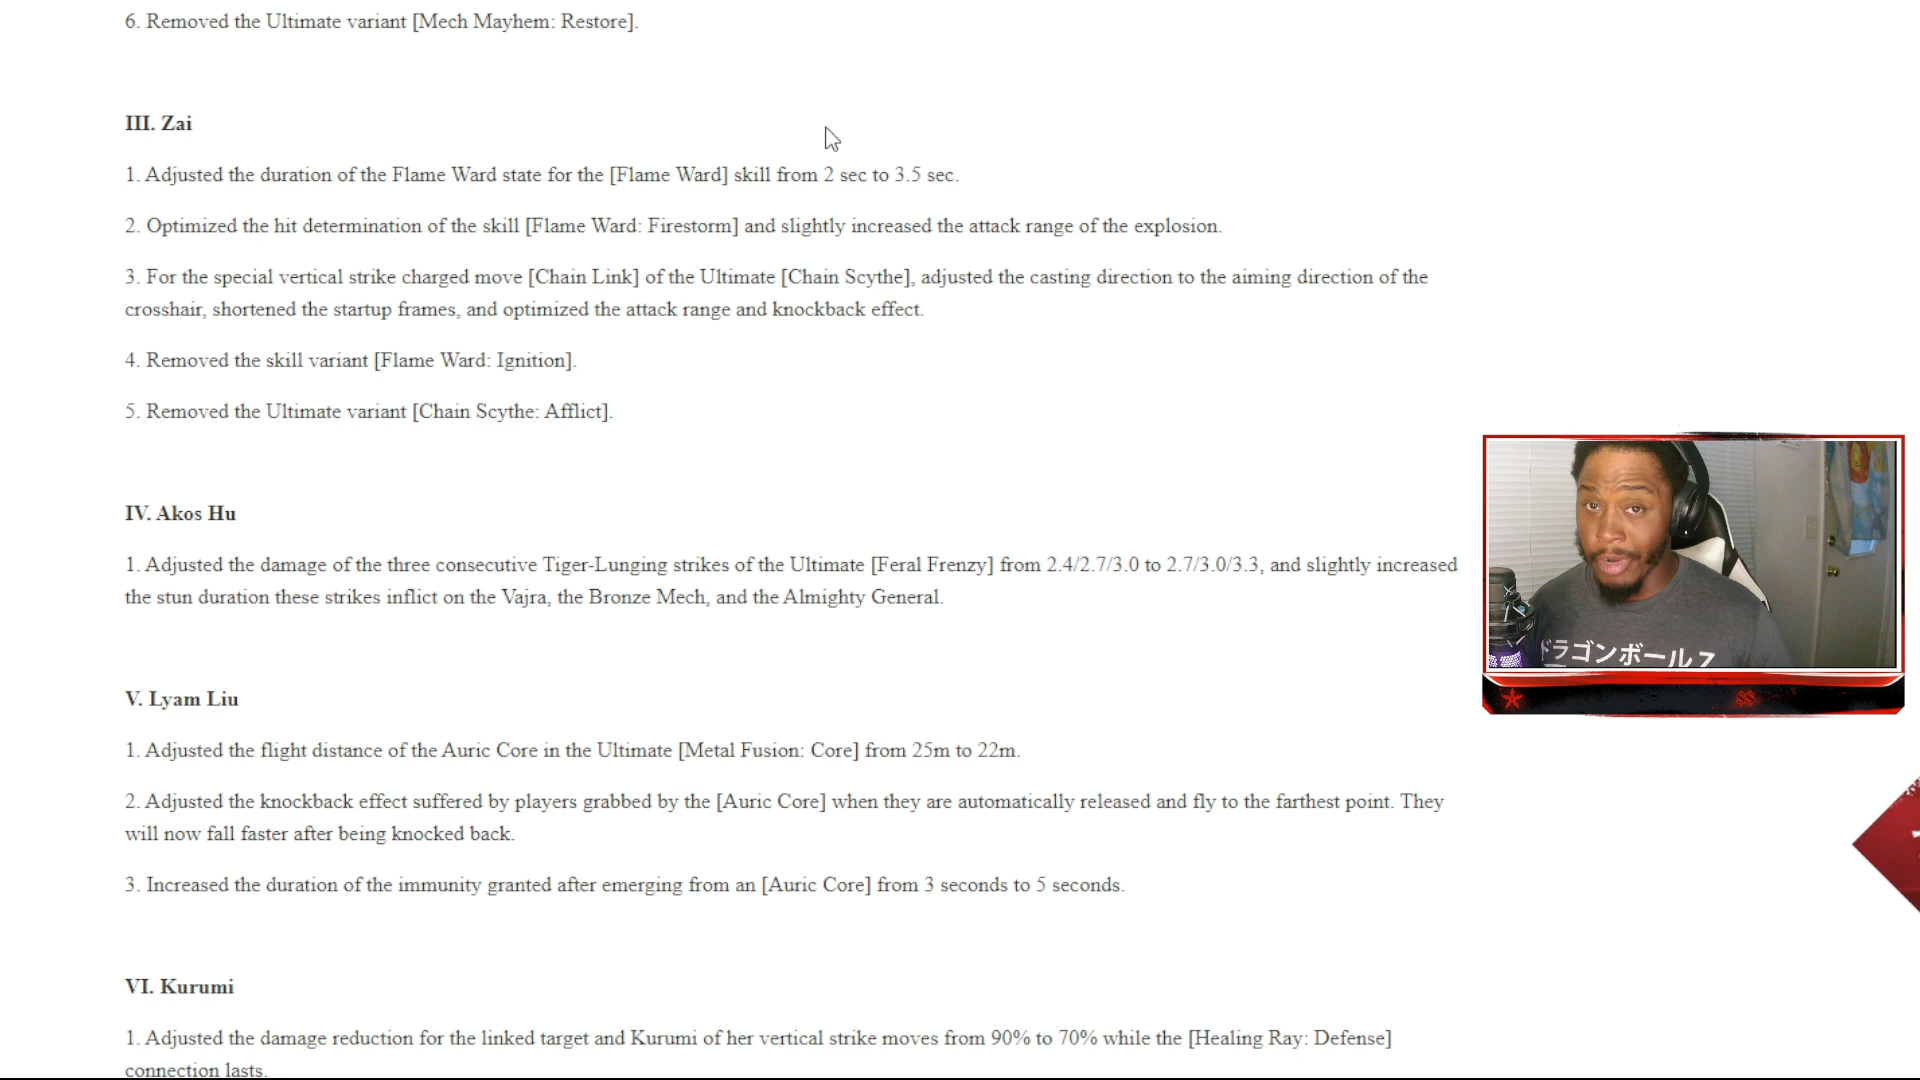 6. Removed the Ultimate variant [Mech Mayhem: Restore].
III. Zai
1. Adjusted the duration of the Flame Ward state for the [Flame Ward] skill from 2 sec to 3.5 sec.
2. Optimized the hit determination of the skill [Flame Ward: Firestorm] and slightly increased the attack range of the explosion.
3. For the special vertical strike charged move [Chain Link] of the Ultimate [Chain Scythe], adjusted the casting direction to the aiming direction of the
crosshair, shortened the startup frames, and optimized the attack range and knockback effect.
4. Removed the skill variant [Flame Ward: Ignition].
5. Removed the Ultimate variant [Chain Scythe: Afflict].
IV. Akos Hu
1. Adjusted the damage of the three consecutive Tiger-Lunging strikes of the Ultimate [Feral Frenzy] from 2.4/2.7/3.0 to 2.7/3.0/3.3, and slightly increased
the stun duration these strikes inflict on the Vajra, the Bronze Mech, and the Almighty General.
V. Lyam Liu
1. Adjusted the flight distance of the Auric Core in the Ultimate [Metal Fusion: Core] from 25m to 22m.
2. Adjusted the knockback effect suffered by players grabbed by the [Auric Core] when they are automatically released and fly to the farthest point. They
will now fall faster after being knocked back.
3. Increased the duration of the immunity granted after emerging from an [Auric Core] from 3 seconds to 5 seconds.
VI. Kurumi
1. Adjusted the damage reduction for the linked target and Kurumi of her vertical strike moves from 90% to 70% while the [Healing Ray: Defense]
connection lasts.
ドラゴンボールZ